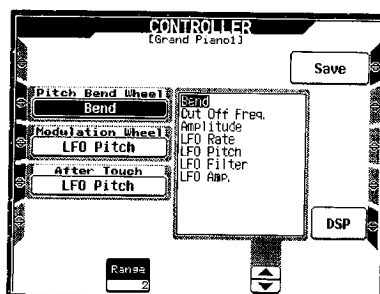 CONTROLLER
[Grand Piano1]
Save
Pitch Bend Wheel
Bend
Modulation Wheel
LFO Pitch
After Touch
LFO Pitch
Bend
Cut Off Freq.
Amplitude
LFO Rate
LFO Pitch
LFO Filter
LFO Amp.
DSP
Range
2